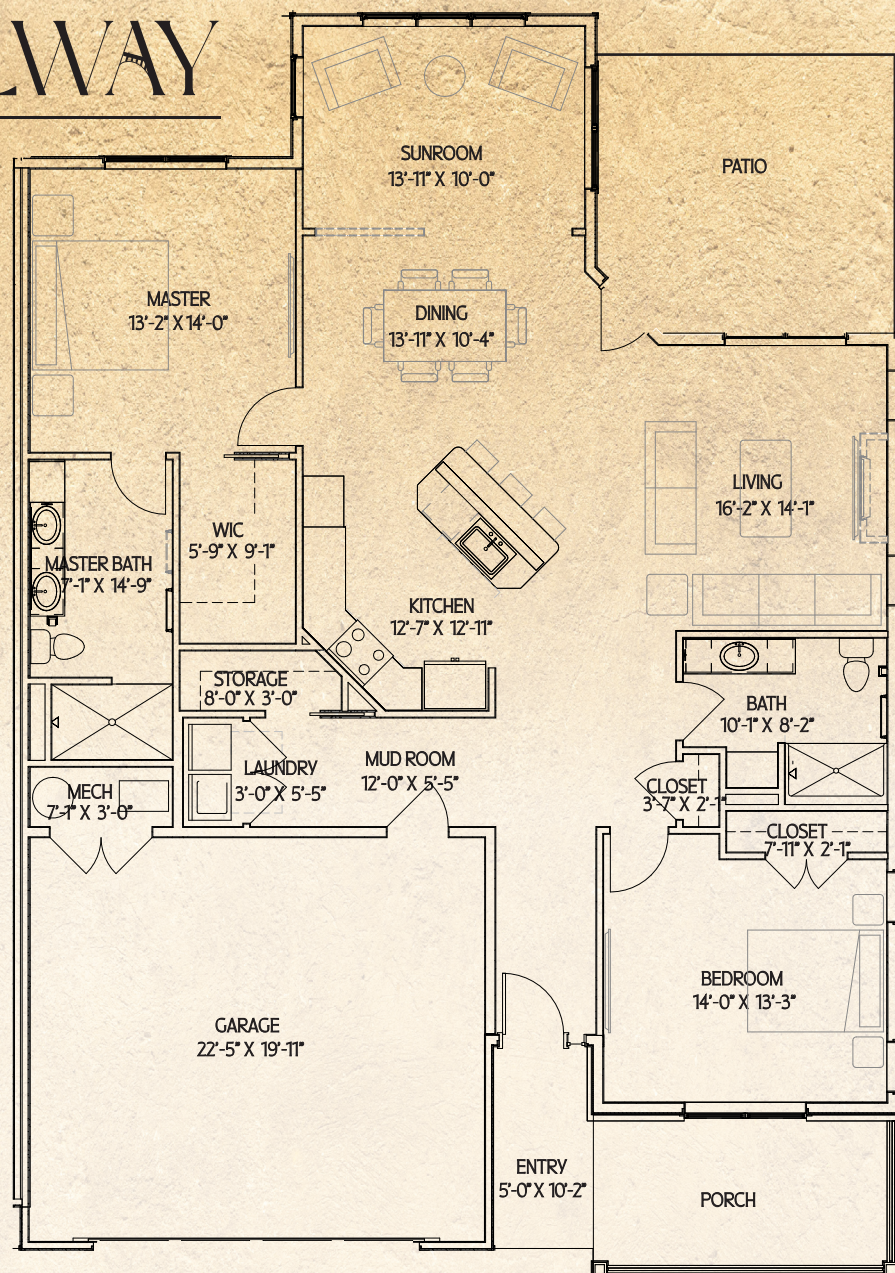 WAY
SUNROOM
13'-11" X 10'-0"
PATIO
MASTER
13'-2" X 14'-0"
DINING
13'-11" X 10'-4"
LIVING
16'-2" X 14'-1"
WIC
5'-9" X 9'-1"
MASTER BATH
7'-1" X 14'-9"
KITCHEN
12'-7" X 12'-11"
STORAGE
8'-0" X 3'-0"
BATH
10'-1" X 8'-2"
MUD ROOM
12'-0" X 5'-5"
LAUNDRY
3'-0" X 5'-5"
MECH
7'-1" X 3'-0"
CLOSET
3'-7" X 2'-1"
CLOSET
7'-11" X 2'-1"
BEDROOM
14'-0" X 13'-3"
GARAGE
22'-5" X 19'-11"
ENTRY
5'-0" X 10'-2"
PORCH